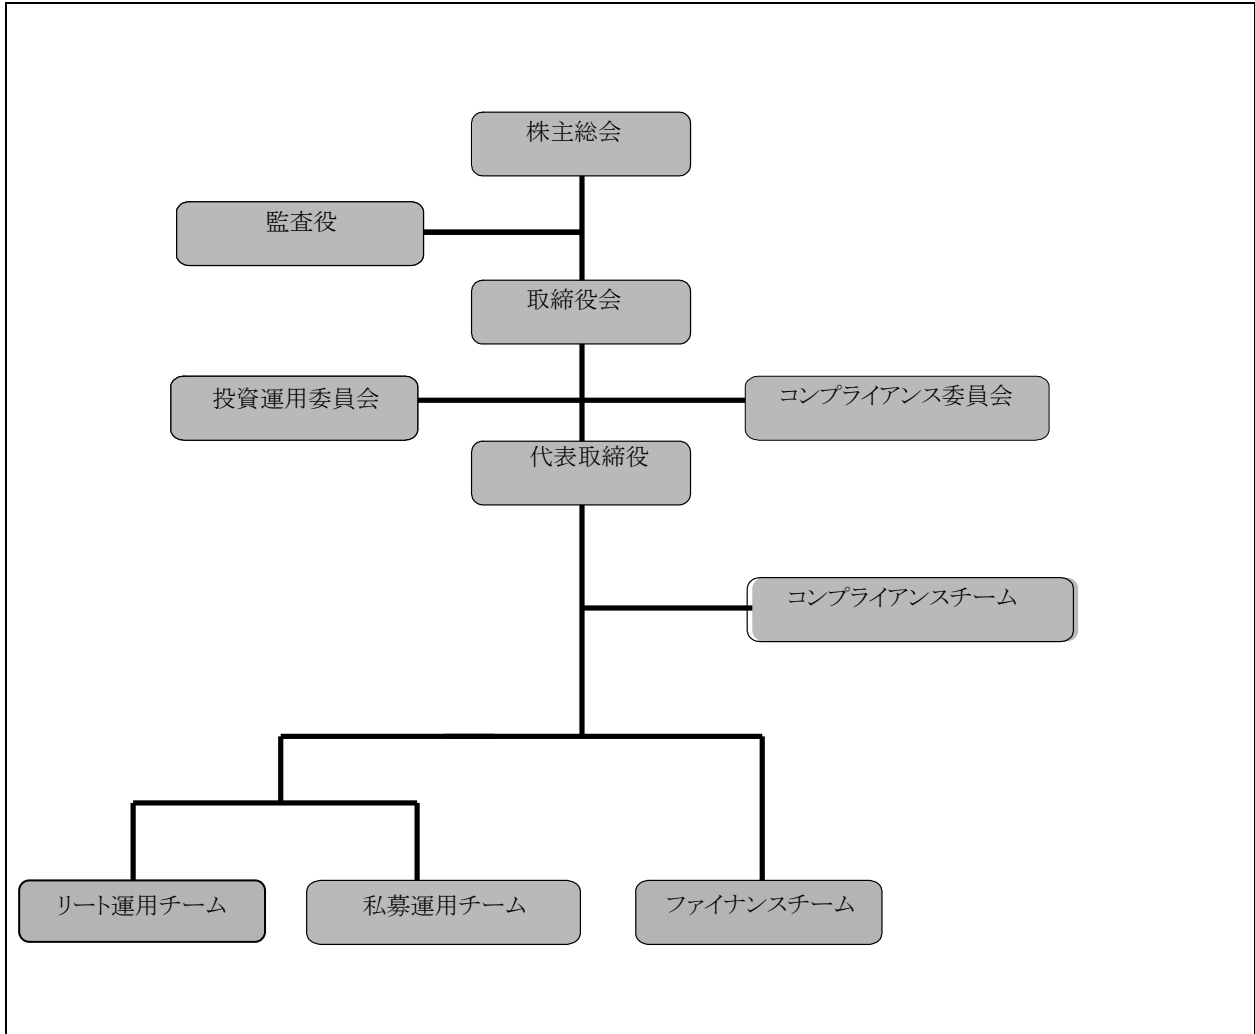 株主総会
監査役
取締役会
投資運用委員会
コンプライアンス委員会
代表取締役
コンプライアンスチーム
リート運用チーム
私募運用チーム
ファイナンスチーム